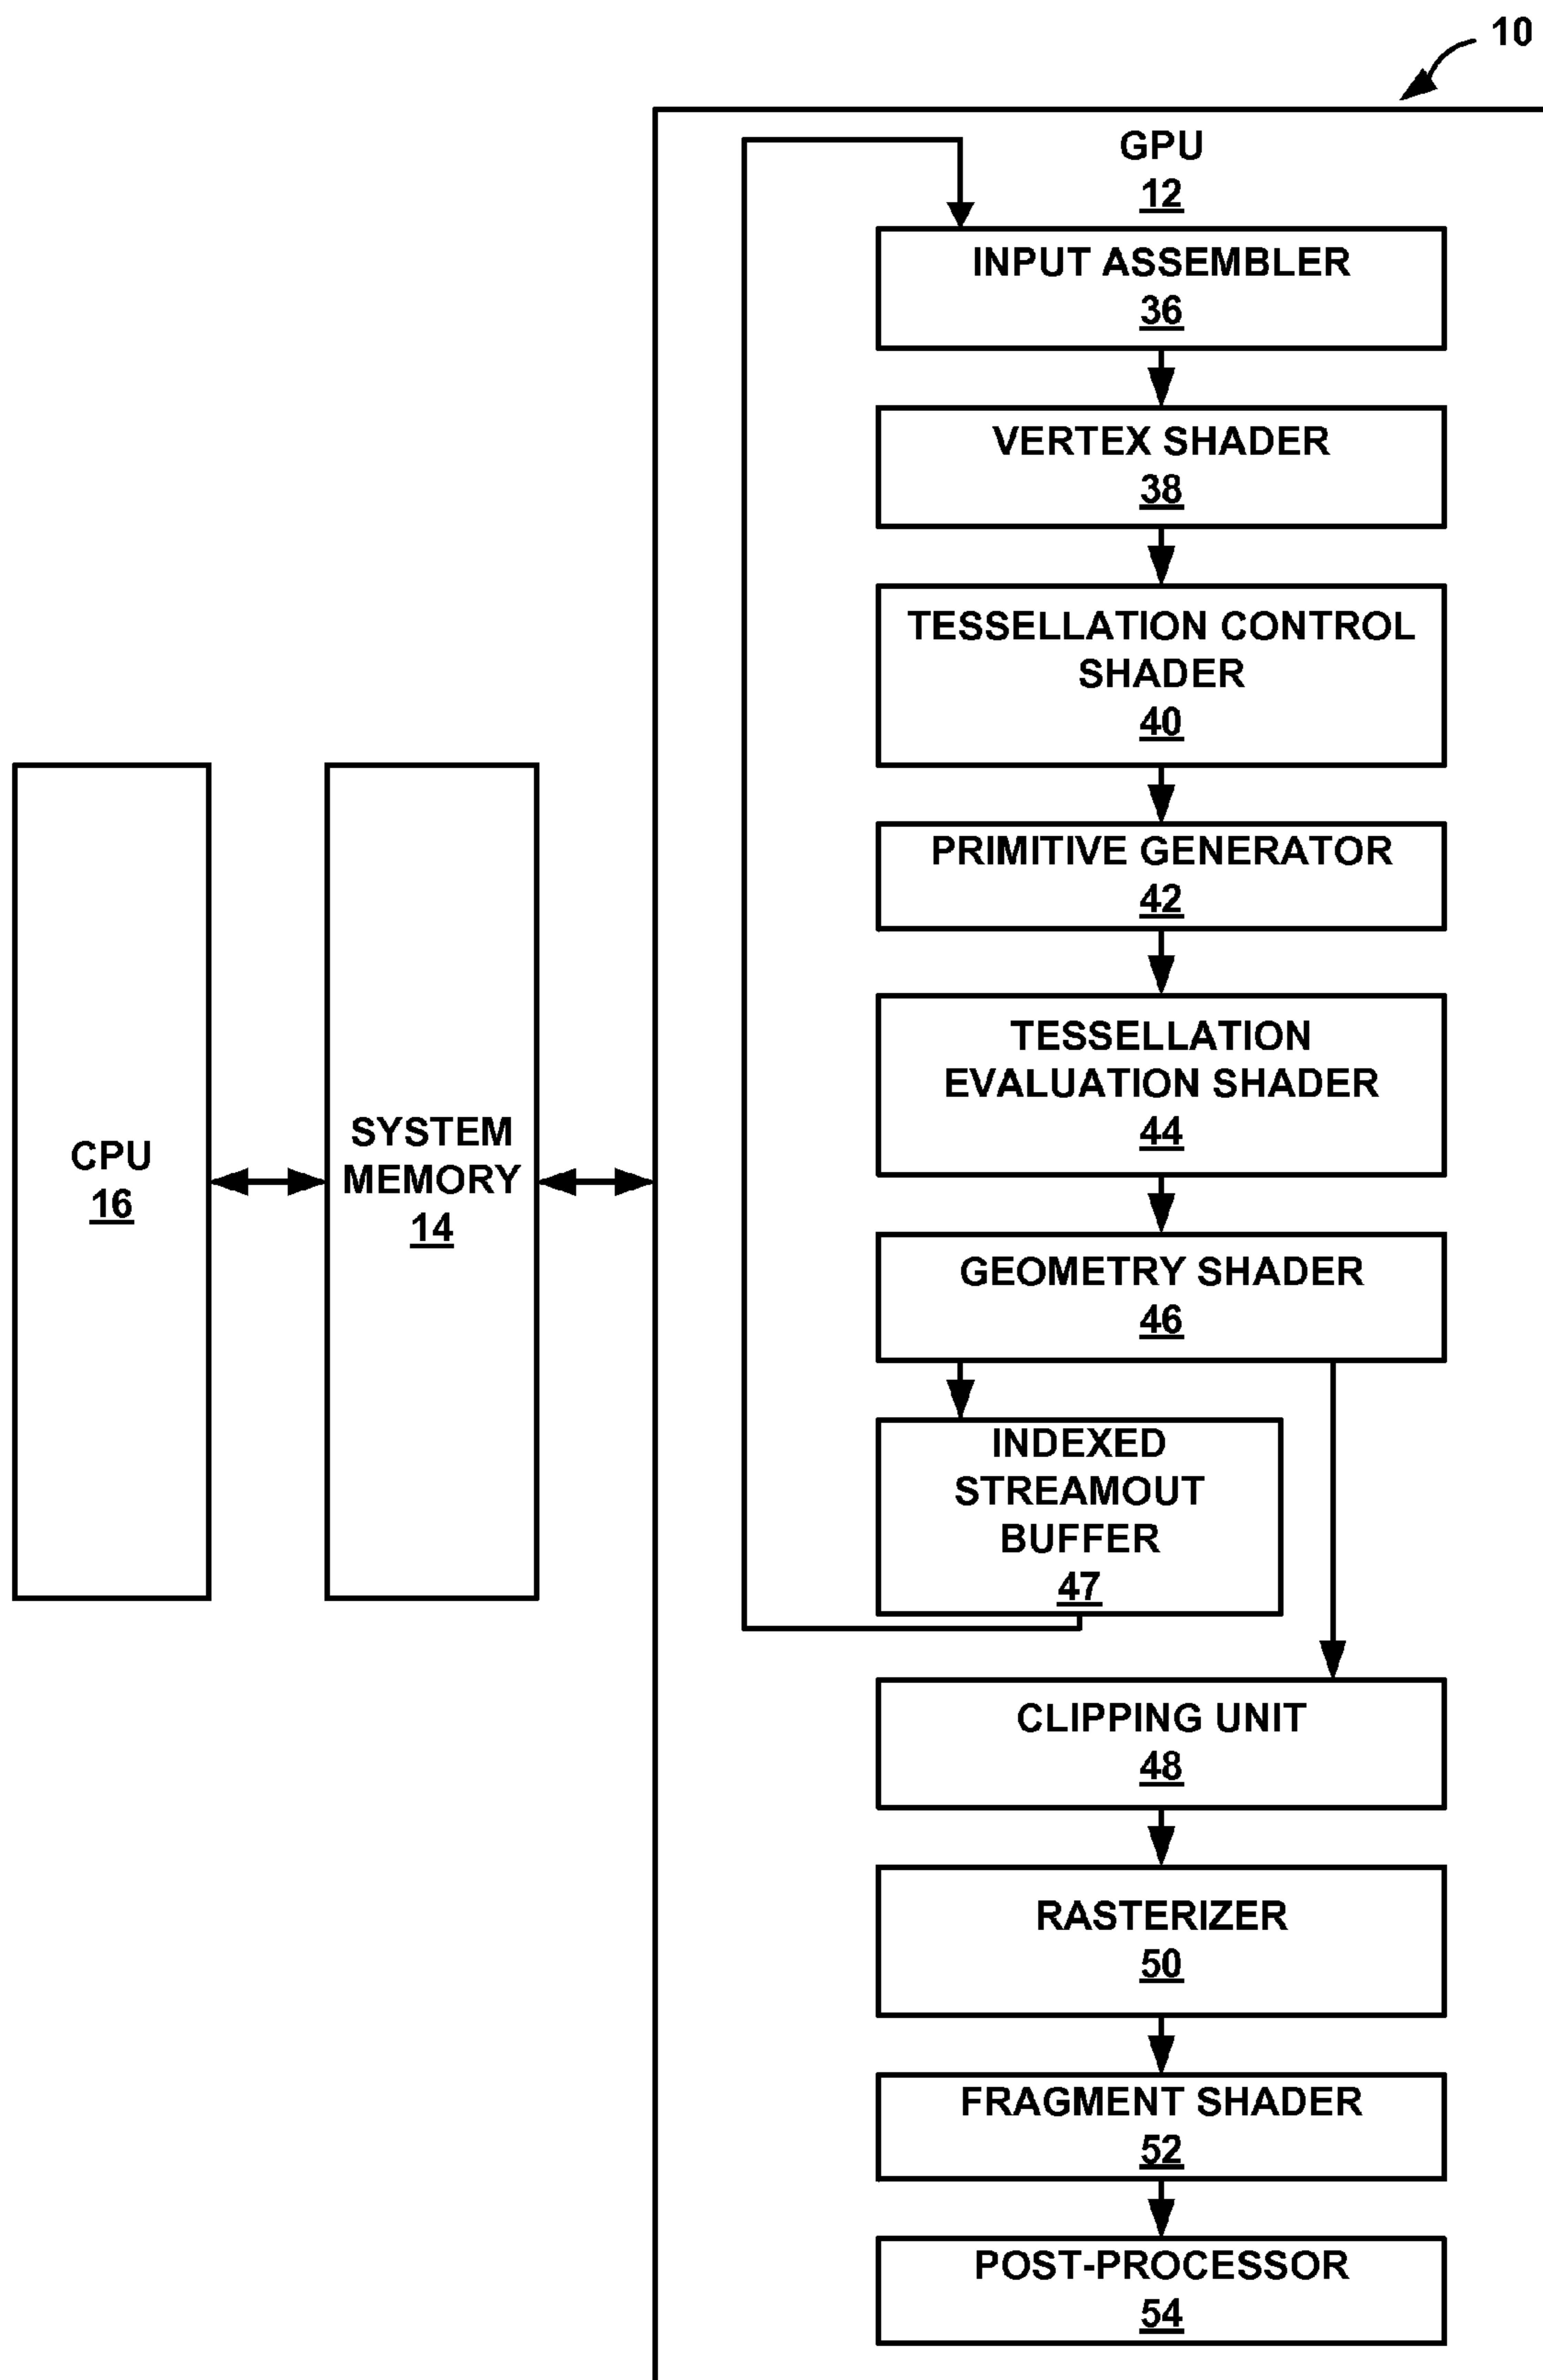 10
GPU
12
INPUT ASSEMBLER
36
VERTEX SHADER
38
TESSELLATION CONTROL
SHADER
40
PRIMITIVE GENERATOR
42
TESSELLATION
EVALUATION SHADER
44
CPU
16
SYSTEM
MEMORY
14
GEOMETRY SHADER
46
INDEXED
STREAMOUT
BUFFER
47
CLIPPING UNIT
48
RASTERIZER
50
FRAGMENT SHADER
52
POST-PROCESSOR
54